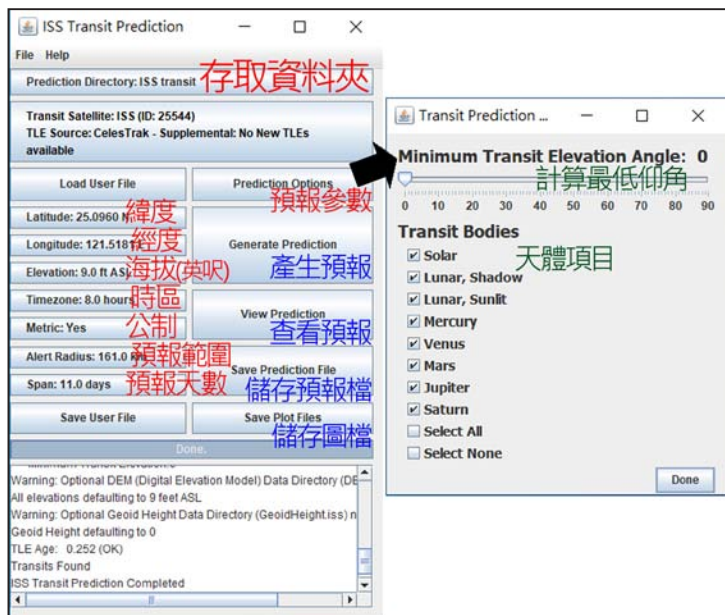 ISS Transit Prediction
File Help
Prediction Directory: ISS transit
存取資料夾
Transit Satellite: ISS (ID: 25544)
TLE Source: CelesTrak - Supplemental: No New TLEs
available
Load User File
Prediction Options
預報參數
Latitude: 25.0960 N
緯度
Longitude: 121.5181
經度
Generate Prediction
產生預報
Elevation: 9.0 ft ASL
海拔(英呎)
Timezone: 8.0 hours
時區
View Prediction
查看預報
Metric: Yes
公制
Alert Radius: 161.0
預報範圍
Save Prediction File
儲存預報檔
Span: 11.0 days
預報天數
Save User File
Save Plot Files
儲存圖檔
Done.
Warning: Optional DEM (Digital Elevation Model) Data Directory (DE
All elevations defaulting to 9 feet ASL
Warning: Optional Geoid Height Data Directory (GeoidHeight.iss) n
Geoid Height defaulting to 0
TLE Age: 0.252 (OK)
Transits Found
ISS Transit Prediction Completed
Transit Prediction ...
Minimum Transit Elevation Angle: 0
計算最低仰角
0 10 20 30 40 50 60 70 80 90
Transit Bodies
天體項目
Solar
Lunar, Shadow
Lunar, Sunlit
Mercury
Venus
Mars
Jupiter
Saturn
Select All
Select None
Done